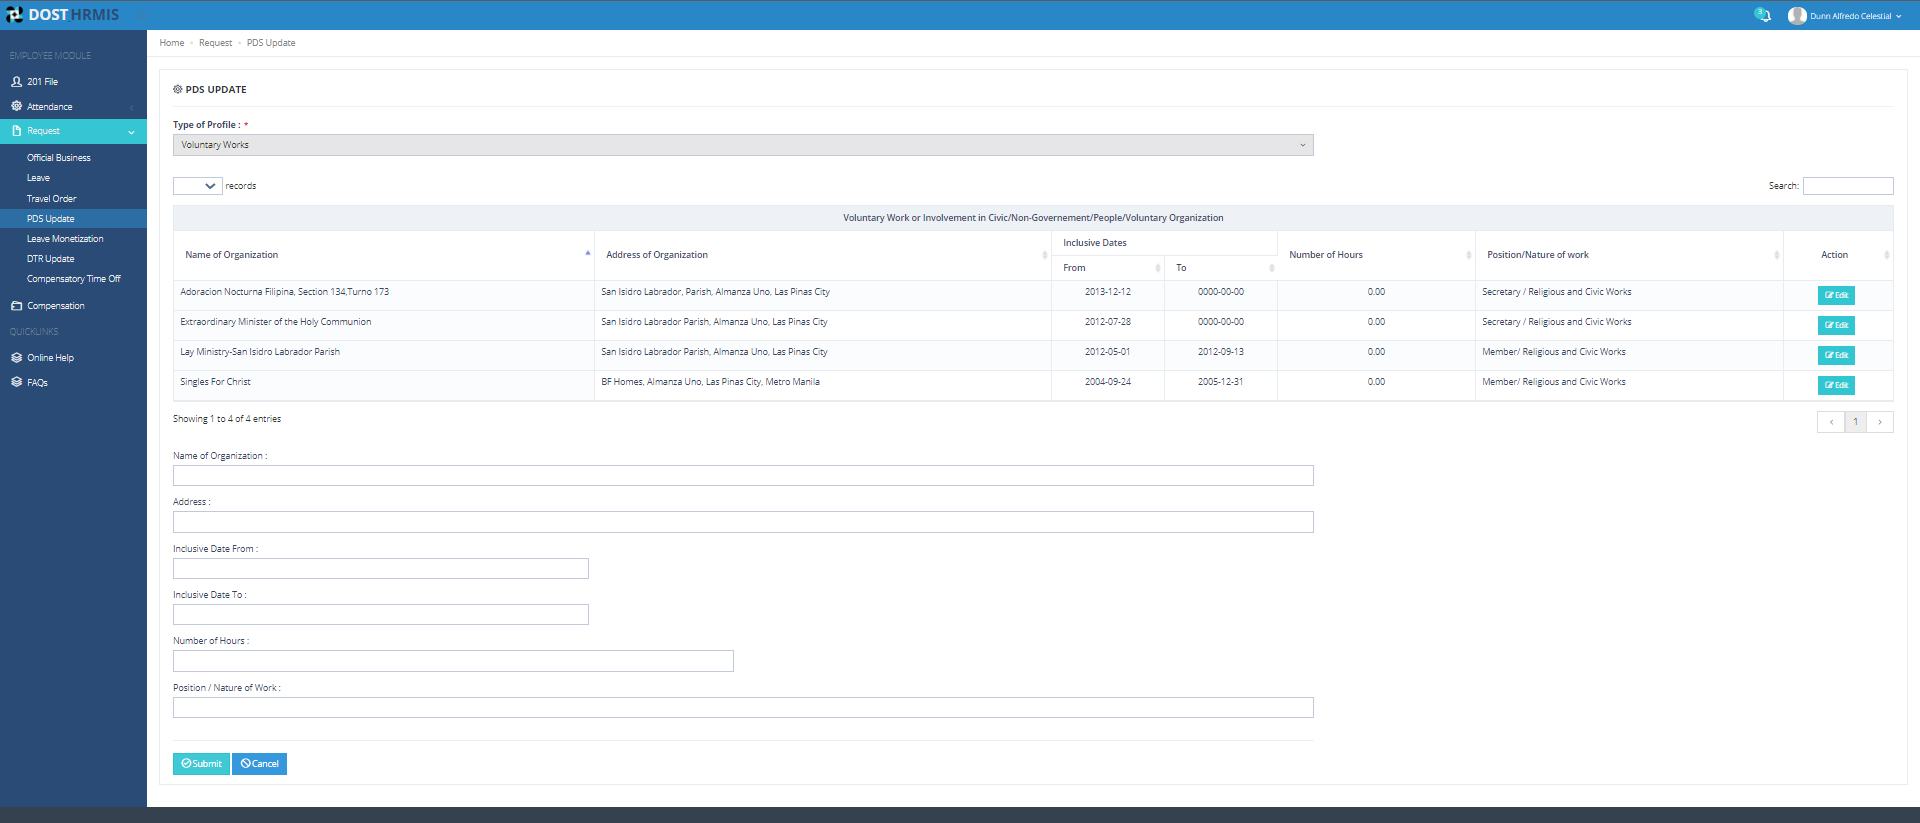 DOST HRMIS
3
Dunn Alfredo Celestial
EMPLOYEE MODULE
201 File
Attendance
Request
Official Business
Leave
Travel Order
PDS Update
Leave Monetization
DTR Update
Compensatory Time Off
Compensation
QUICKLINKS
Online Help
FAQs
Home Request PDS Update
PDS UPDATE
Type of Profile : *
Voluntary Works
records
Search:
Voluntary Work or Involvement in Civic/Non-Governement/People/Voluntary Organization
Name of Organization Address of Organization Inclusive Dates Number of Hours Position/Nature of work Action
From To
Adoracion Nocturna Filipina, Section 134,Turno 173 San Isidro Labrador, Parish, Almanza Uno, Las Pinas City 2013-12-12 0000-00-00 0.00 Secretary / Religious and Civic Works Edit
Extraordinary Minister of the Holy Communion San Isidro Labrador Parish, Almanza Uno, Las Pinas City 2012-07-28 0000-00-00 0.00 Secretary / Religious and Civic Works Edit
Lay Ministry-San Isidro Labrador Parish San Isidro Labrador Parish, Almanza Uno, Las Pinas City 2012-05-01 2012-09-13 0.00 Member/ Religious and Civic Works Edit
Singles For Christ BF Homes, Almanza Uno, Las Pinas City, Metro Manila 2004-09-24 2005-12-31 0.00 Member/ Religious and Civic Works Edit
Showing 1 to 4 of 4 entries
‹ 1 ›
Name of Organization :
Address :
Inclusive Date From :
Inclusive Date To :
Number of Hours :
Position / Nature of Work :
Submit Cancel